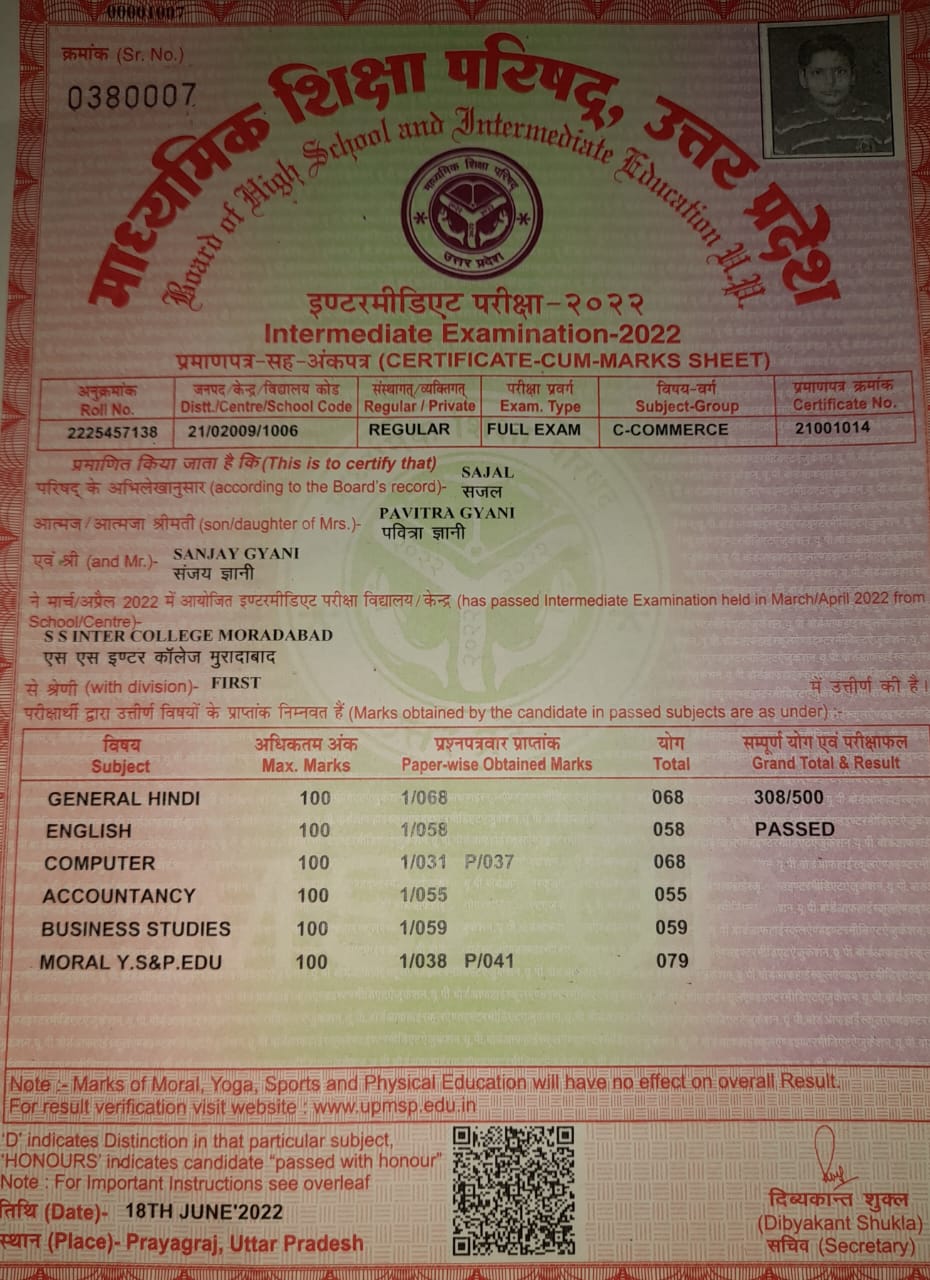 00001007
क्रमांक (Sr. No.)
0380007
माध्यमिक शिक्षा परिषद्, उत्तर प्रदेश
Board of High School and Intermediate Education U.P.
माध्यमिक शिक्षा परिषद
उत्तर प्रदेश
इण्टरमीडिएट परीक्षा-२०२२
Intermediate Examination-2022
प्रमाणपत्र-सह-अंकपत्र (CERTIFICATE-CUM-MARKS SHEET)
अनुक्रमांक जनपद/केन्द्र/विद्यालय कोड संस्थागत्/व्यक्तिगत् परीक्षा प्रवर्ग विषय-वर्ग प्रमाणपत्र क्रमांक
Roll No. Distt./Centre/School Code Regular / Private Exam. Type Subject-Group Certificate No.
2225457138 21/02009/1006 REGULAR FULL EXAM C-COMMERCE 21001014
प्रमाणित किया जाता है कि (This is to certify that) SAJAL
परिषद् के अभिलेखानुसार (according to the Board's record)- सजल
PAVITRA GYANI
आत्मज/आत्मजा श्रीमती (son/daughter of Mrs.)- पवित्रा ज्ञानी
एवं श्री (and Mr.)- SANJAY GYANI
संजय ज्ञानी
ने मार्च/अप्रैल 2022 में आयोजित इण्टरमीडिएट परीक्षा विद्यालय/केन्द्र (has passed Intermediate Examination held in March/April 2022 from
School/Centre)-
S S INTER COLLEGE MORADABAD
एस एस इण्टर कॉलेज मुरादाबाद
से श्रेणी (with division)- FIRST में उत्तीर्ण की है।
परीक्षार्थी द्वारा उत्तीर्ण विषयों के प्राप्तांक निम्नवत हैं (Marks obtained by the candidate in passed subjects are as under) :-
विषय अधिकतम अंक प्रश्नपत्रवार प्राप्तांक योग सम्पूर्ण योग एवं परीक्षाफल
Subject Max. Marks Paper-wise Obtained Marks Total Grand Total & Result
GENERAL HINDI 100 1/068 068 308/500
ENGLISH 100 1/058 058 PASSED
COMPUTER 100 1/031 P/037 068
ACCOUNTANCY 100 1/055 055
BUSINESS STUDIES 100 1/059 059
MORAL Y.S&P.EDU 100 1/038 P/041 079
Note :- Marks of Moral, Yoga, Sports and Physical Education will have no effect on overall Result.
For result verification visit website : www.upmsp.edu.in
'D' indicates Distinction in that particular subject,
'HONOURS' indicates candidate "passed with honour"
Note : For Important Instructions see overleaf
तिथि (Date)- 18TH JUNE'2022
स्थान (Place)- Prayagraj, Uttar Pradesh
दिव्यकान्त शुक्ल
(Dibyakant Shukla)
सचिव (Secretary)